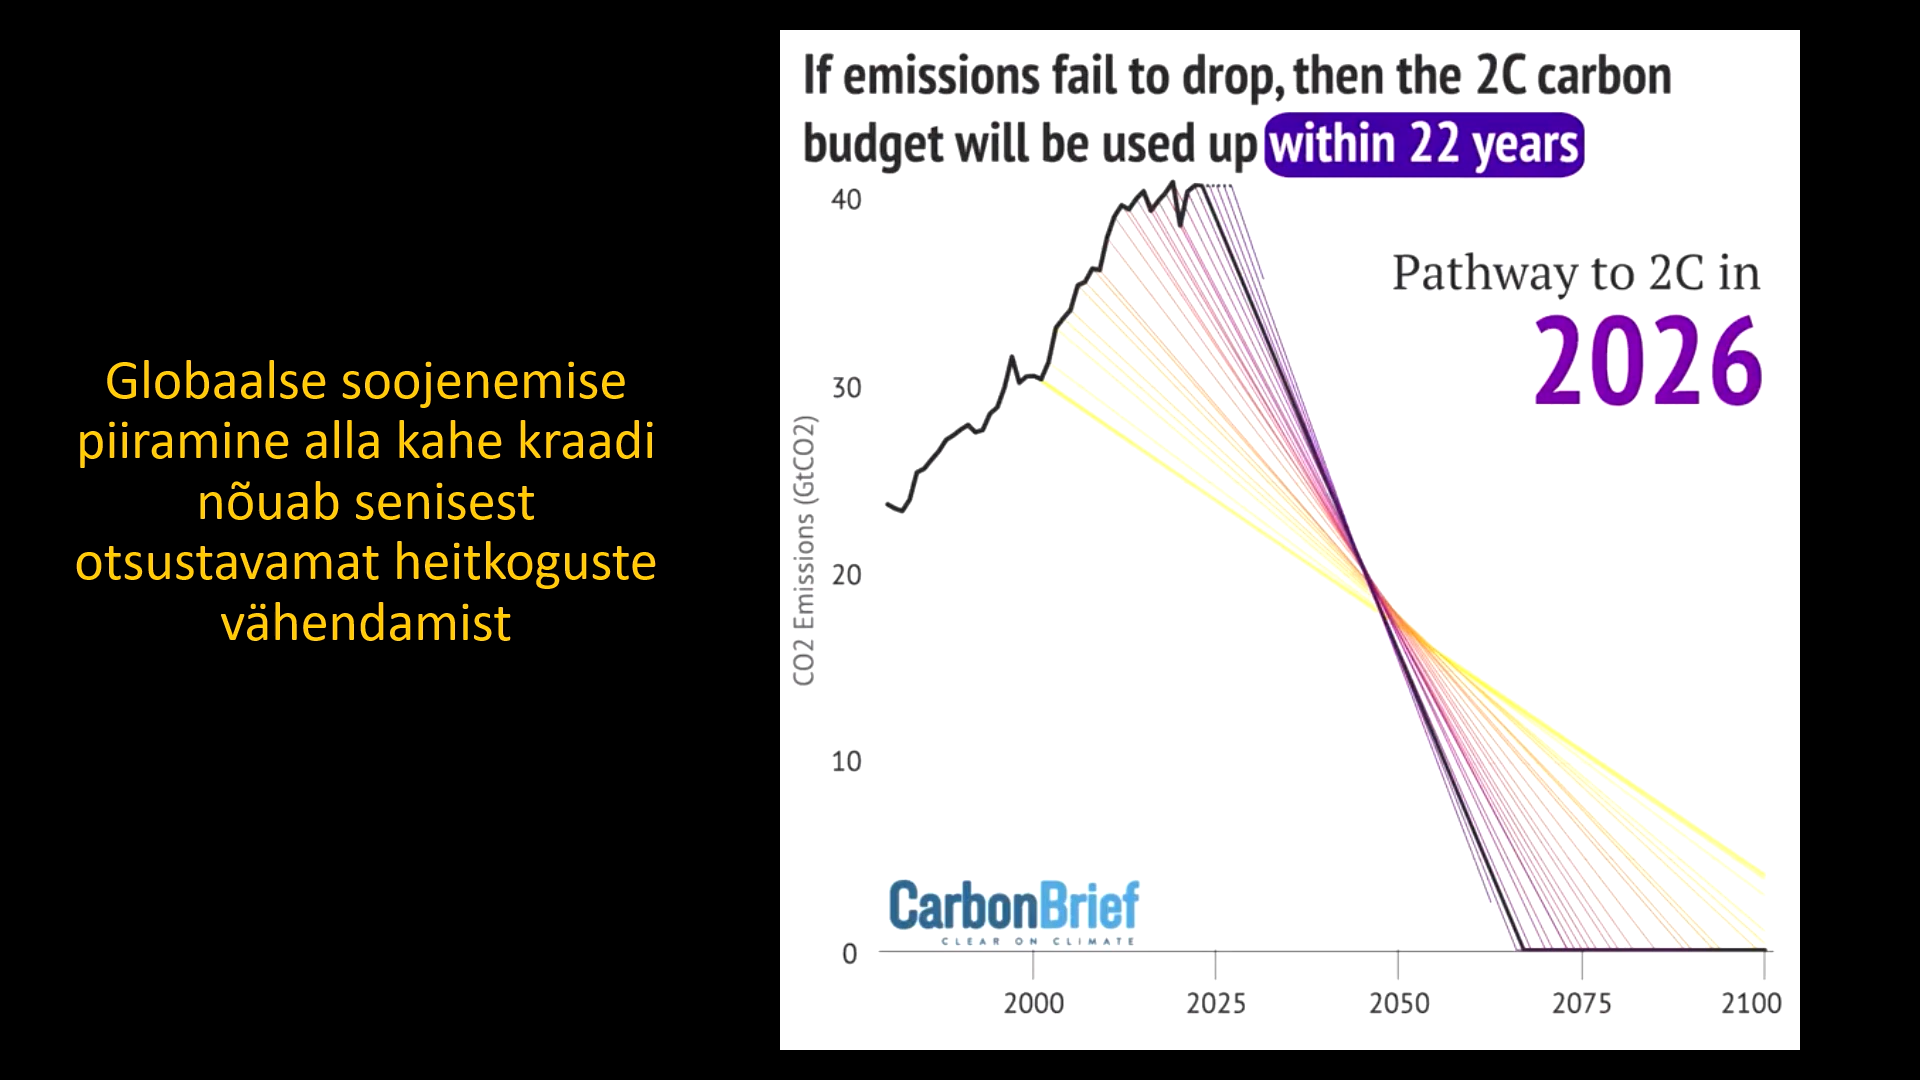 Globaalse soojenemise
piiramine alla kahe kraadi
nõuab senisest
otsustavamat heitkoguste
vähendamist
If emissions fail to drop, then the 2C carbon
budget will be used up within 22 years
Pathway to 2C in
2026
CO2 Emissions (GtCO2)
40
30
20
10
0
CarbonBrief
CLEAR ON CLIMATE
2000 2025 2050 2075 2100